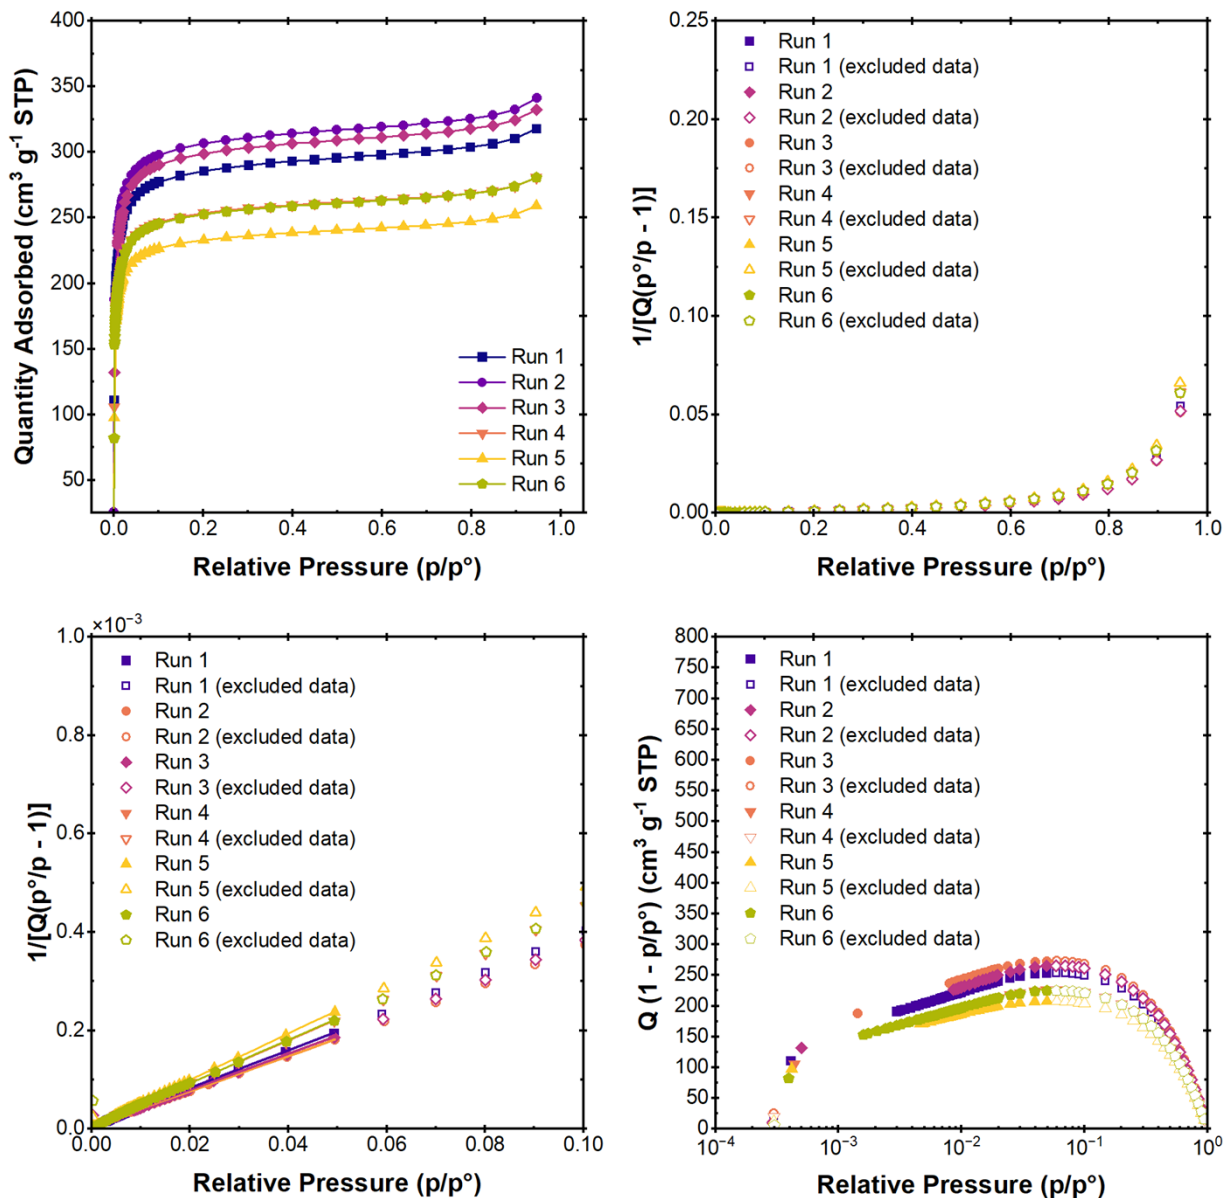 400
350
300
250
200
150
100
50
0.0
0.2
0.4
0.6
0.8
1.0
Quantity Adsorbed (cm³ g⁻¹ STP)
Relative Pressure (p/p°)
Run 1
Run 2
Run 3
Run 4
Run 5
Run 6
0.25
0.20
0.15
0.10
0.05
0.00
0.0
0.2
0.4
0.6
0.8
1.0
1/[Q(p°/p - 1)]
Relative Pressure (p/p°)
Run 1
Run 1 (excluded data)
Run 2
Run 2 (excluded data)
Run 3
Run 3 (excluded data)
Run 4
Run 4 (excluded data)
Run 5
Run 5 (excluded data)
Run 6
Run 6 (excluded data)
×10⁻³
1.0
0.8
0.6
0.4
0.2
0.0
0.00
0.02
0.04
0.06
0.08
0.10
1/[Q(p°/p - 1)]
Relative Pressure (p/p°)
Run 1
Run 1 (excluded data)
Run 2
Run 2 (excluded data)
Run 3
Run 3 (excluded data)
Run 4
Run 4 (excluded data)
Run 5
Run 5 (excluded data)
Run 6
Run 6 (excluded data)
800
750
700
650
600
550
500
450
400
350
300
250
200
150
100
50
0
10⁻⁴
10⁻³
10⁻²
10⁻¹
10⁰
Q (1 - p/p°) (cm³ g⁻¹ STP)
Relative Pressure (p/p°)
Run 1
Run 1 (excluded data)
Run 2
Run 2 (excluded data)
Run 3
Run 3 (excluded data)
Run 4
Run 4 (excluded data)
Run 5
Run 5 (excluded data)
Run 6
Run 6 (excluded data)